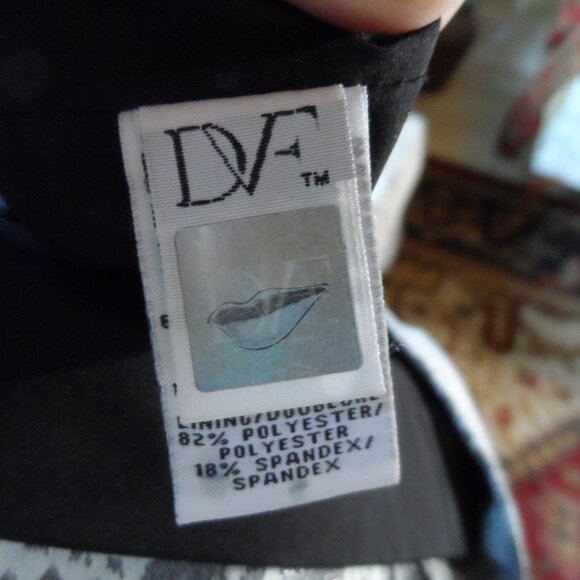 DVF™
DVF
LINING/DOUBLURE
82% POLYESTER/
POLYESTER
18% SPANDEX/
SPANDEX